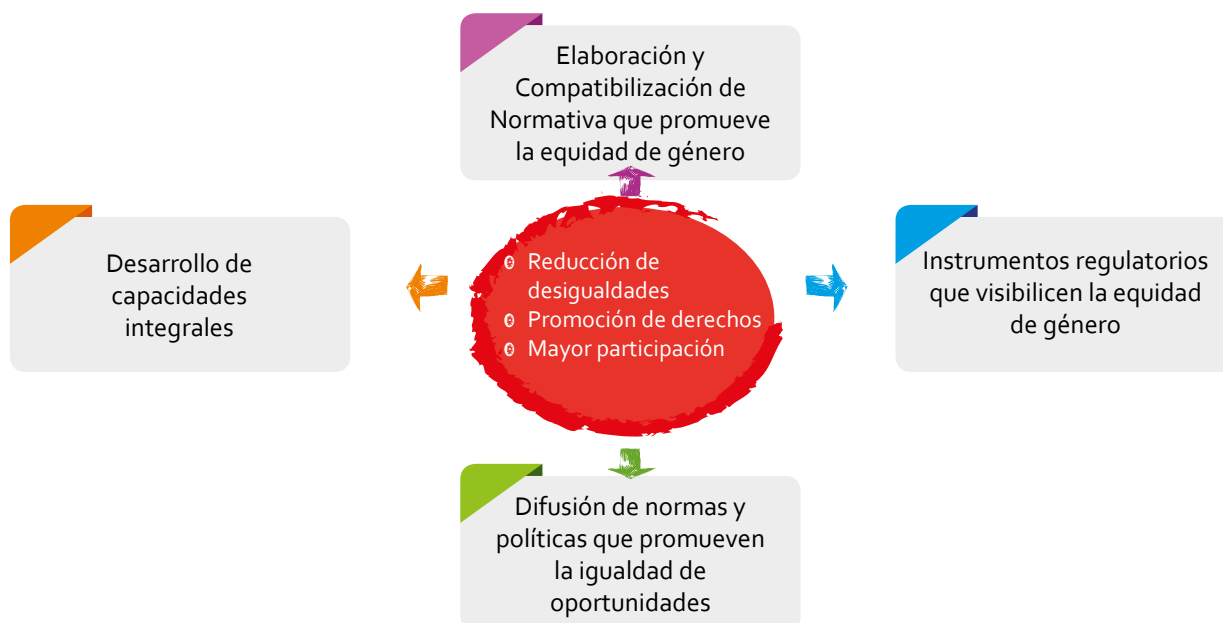 Elaboración y
Compatibilización de
Normativa que promueve
la equidad de género
Desarrollo de
capacidades
integrales
Reducción de
desigualdades
Promoción de derechos
Mayor participación
Instrumentos regulatorios
que visibilicen la equidad
de género
Difusión de normas y
políticas que promueven
la igualdad de
oportunidades